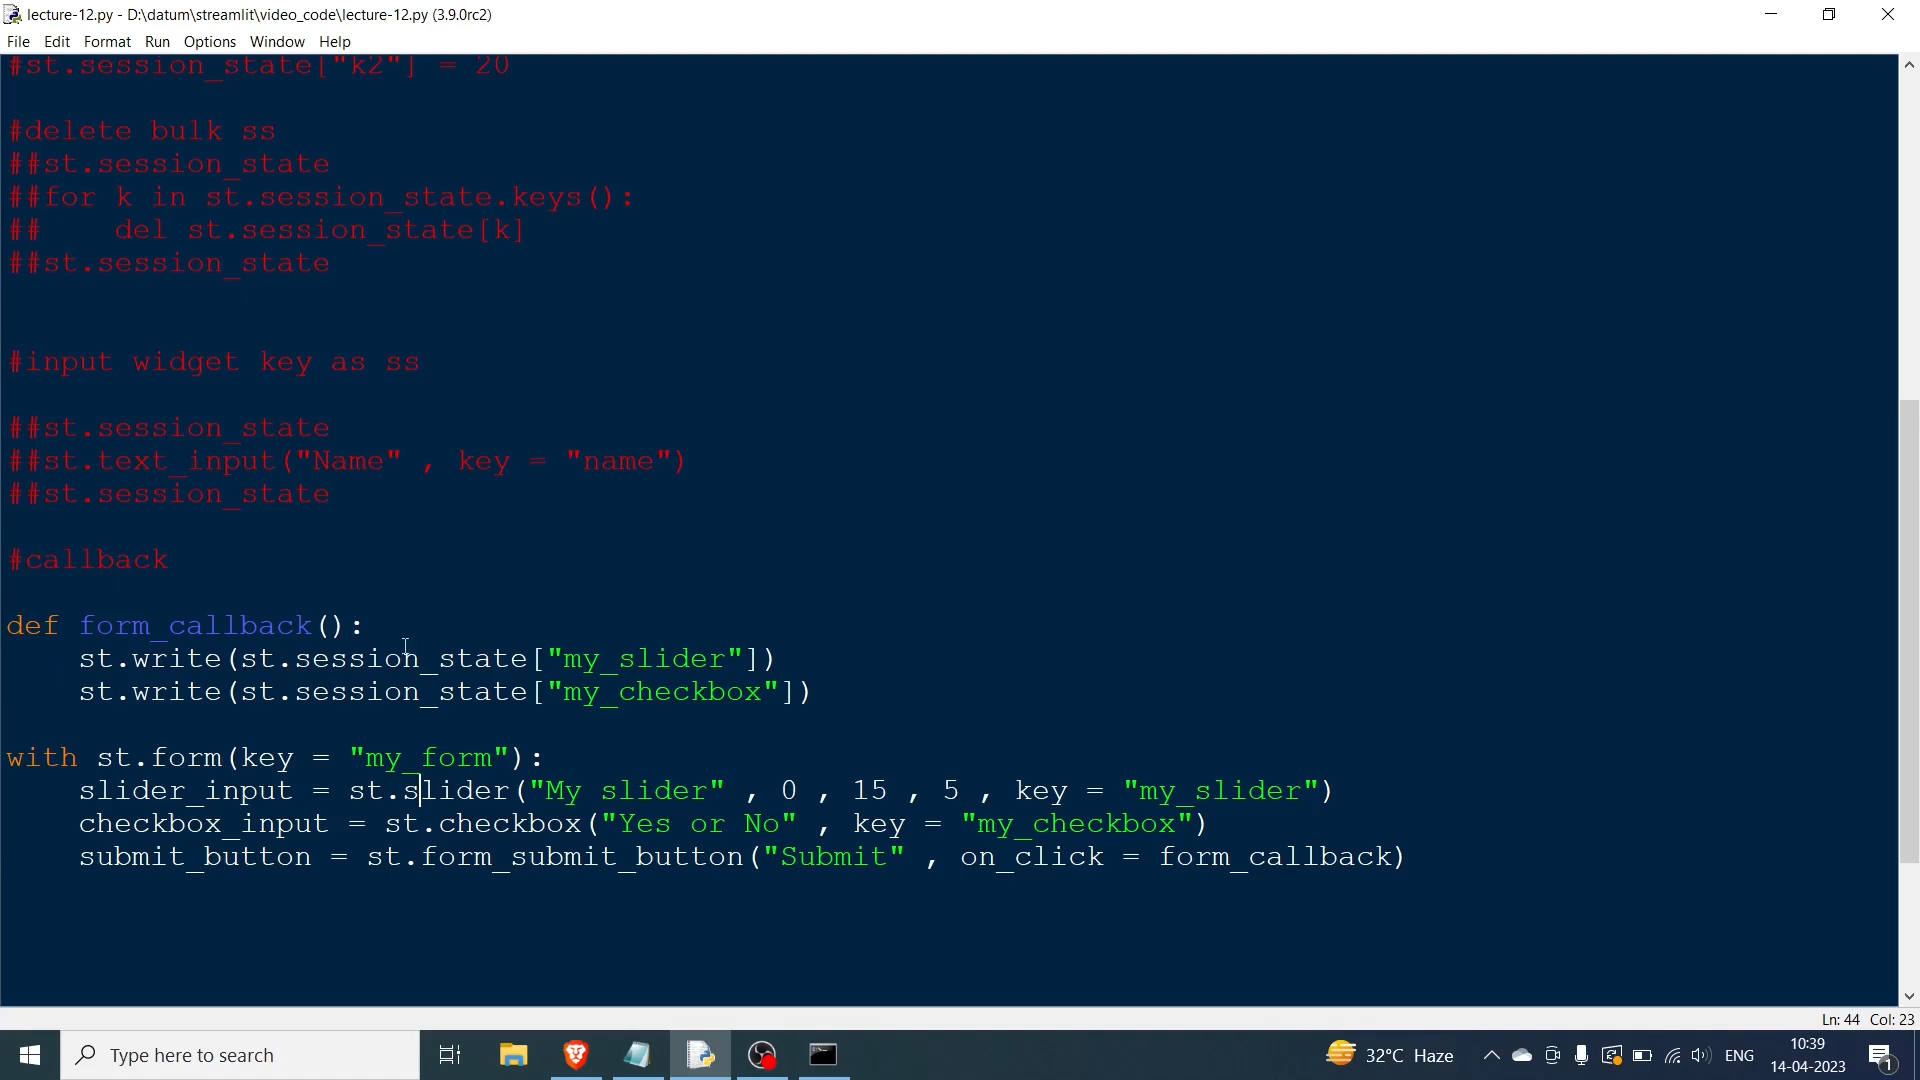 lecture-12.py - D:\datum\streamlit\video_code\lecture-12.py (3.9.0rc2)
File Edit Format Run Options Window Help
#st.session_state["k2"] = 20
#delete bulk ss
##st.session_state
##for k in st.session_state.keys():
##    del st.session_state[k]
##st.session_state
#input widget key as ss
##st.session_state
##st.text_input("Name" , key = "name")
##st.session_state
#callback
def form_callback():
    st.write(st.session_state["my_slider"])
    st.write(st.session_state["my_checkbox"])
with st.form(key = "my_form"):
    slider_input = st.slider("My slider" , 0 , 15 , 5 , key = "my_slider")
    checkbox_input = st.checkbox("Yes or No" , key = "my_checkbox")
    submit_button = st.form_submit_button("Submit" , on_click = form_callback)
Ln: 44 Col: 23
Type here to search
32°C Haze
ENG
10:39
14-04-2023
1